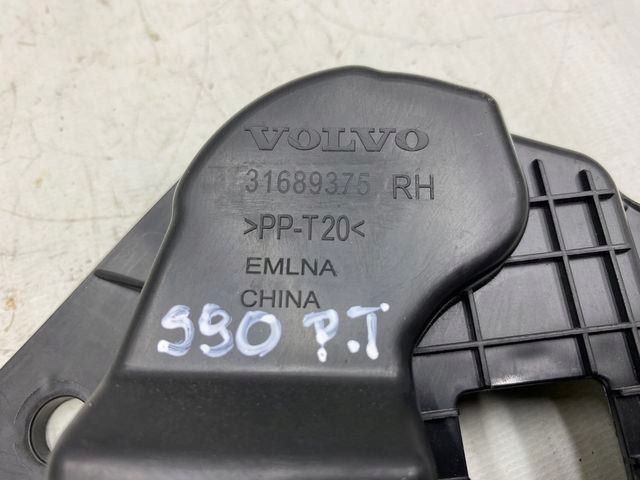 VOLVO
31689375 RH
>PP-T20<
EMLNA
CHINA
S90 P.T